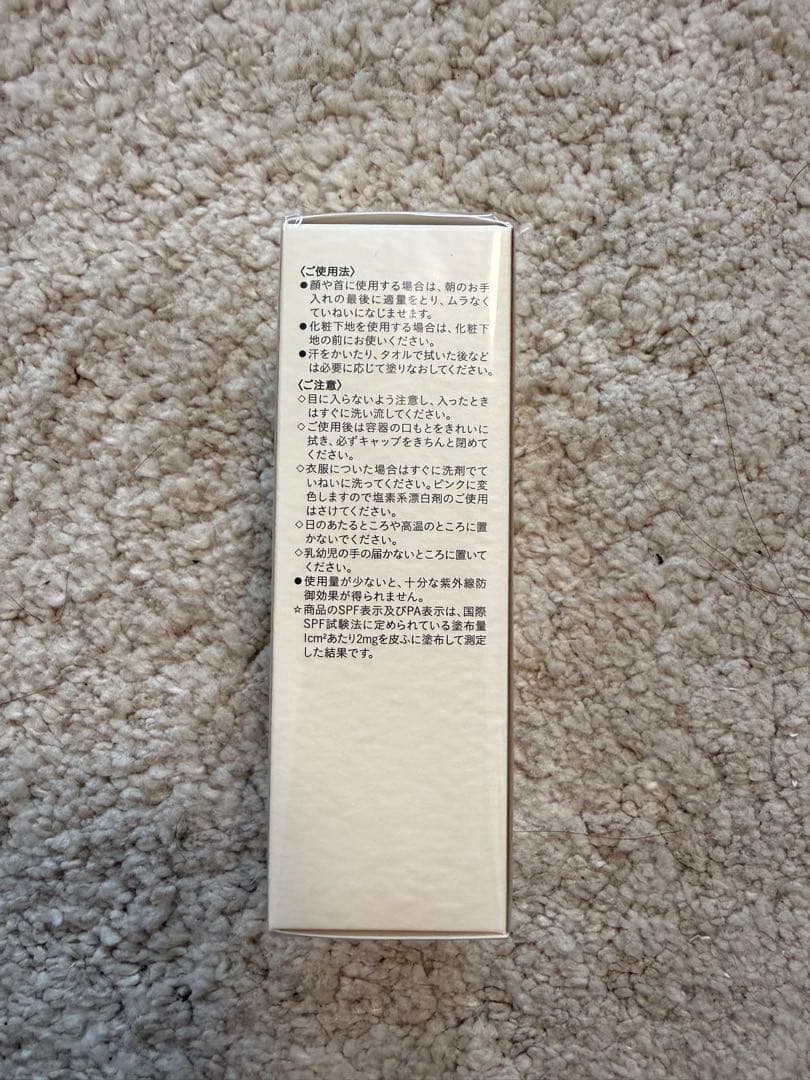 〈ご使用法〉
●顔や首に使用する場合は、朝のお手
入れの最後に適量をとり、ムラなく
ていねいになじませます。
●化粧下地を使用する場合は、化粧下
地の前にお使いください。
●汗をかいたり、タオルで拭いた後など
は必要に応じて塗りなおしてください。
〈ご注意〉
◇目に入らないよう注意し、入ったとき
はすぐに洗い流してください。
◇ご使用後は容器の口もとをきれいに
拭き、必ずキャップをきちんと閉めて
ください。
◇衣服についた場合はすぐに洗剤でて
いねいに洗ってください。ピンクに変
色しますので塩素系漂白剤のご使用
はさけてください。
◇日のあたるところや高温のところに置
かないでください。
◇乳幼児の手の届かないところに置いて
ください。
●使用量が少ないと、十分な紫外線防
御効果が得られません。
☆商品のSPF表示及びPA表示は、国際
SPF試験法に定められている塗布量
1cm²あたり2mgを皮ふに塗布して測定
した結果です。